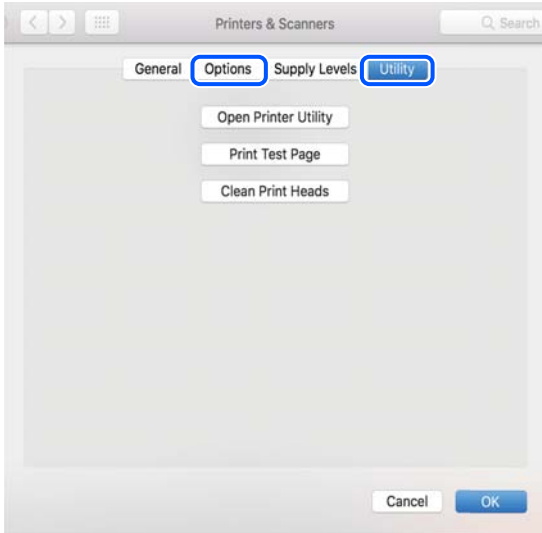 Printers & Scanners Search
General Options Supply Levels Utility
Open Printer Utility
Print Test Page
Clean Print Heads
Cancel OK